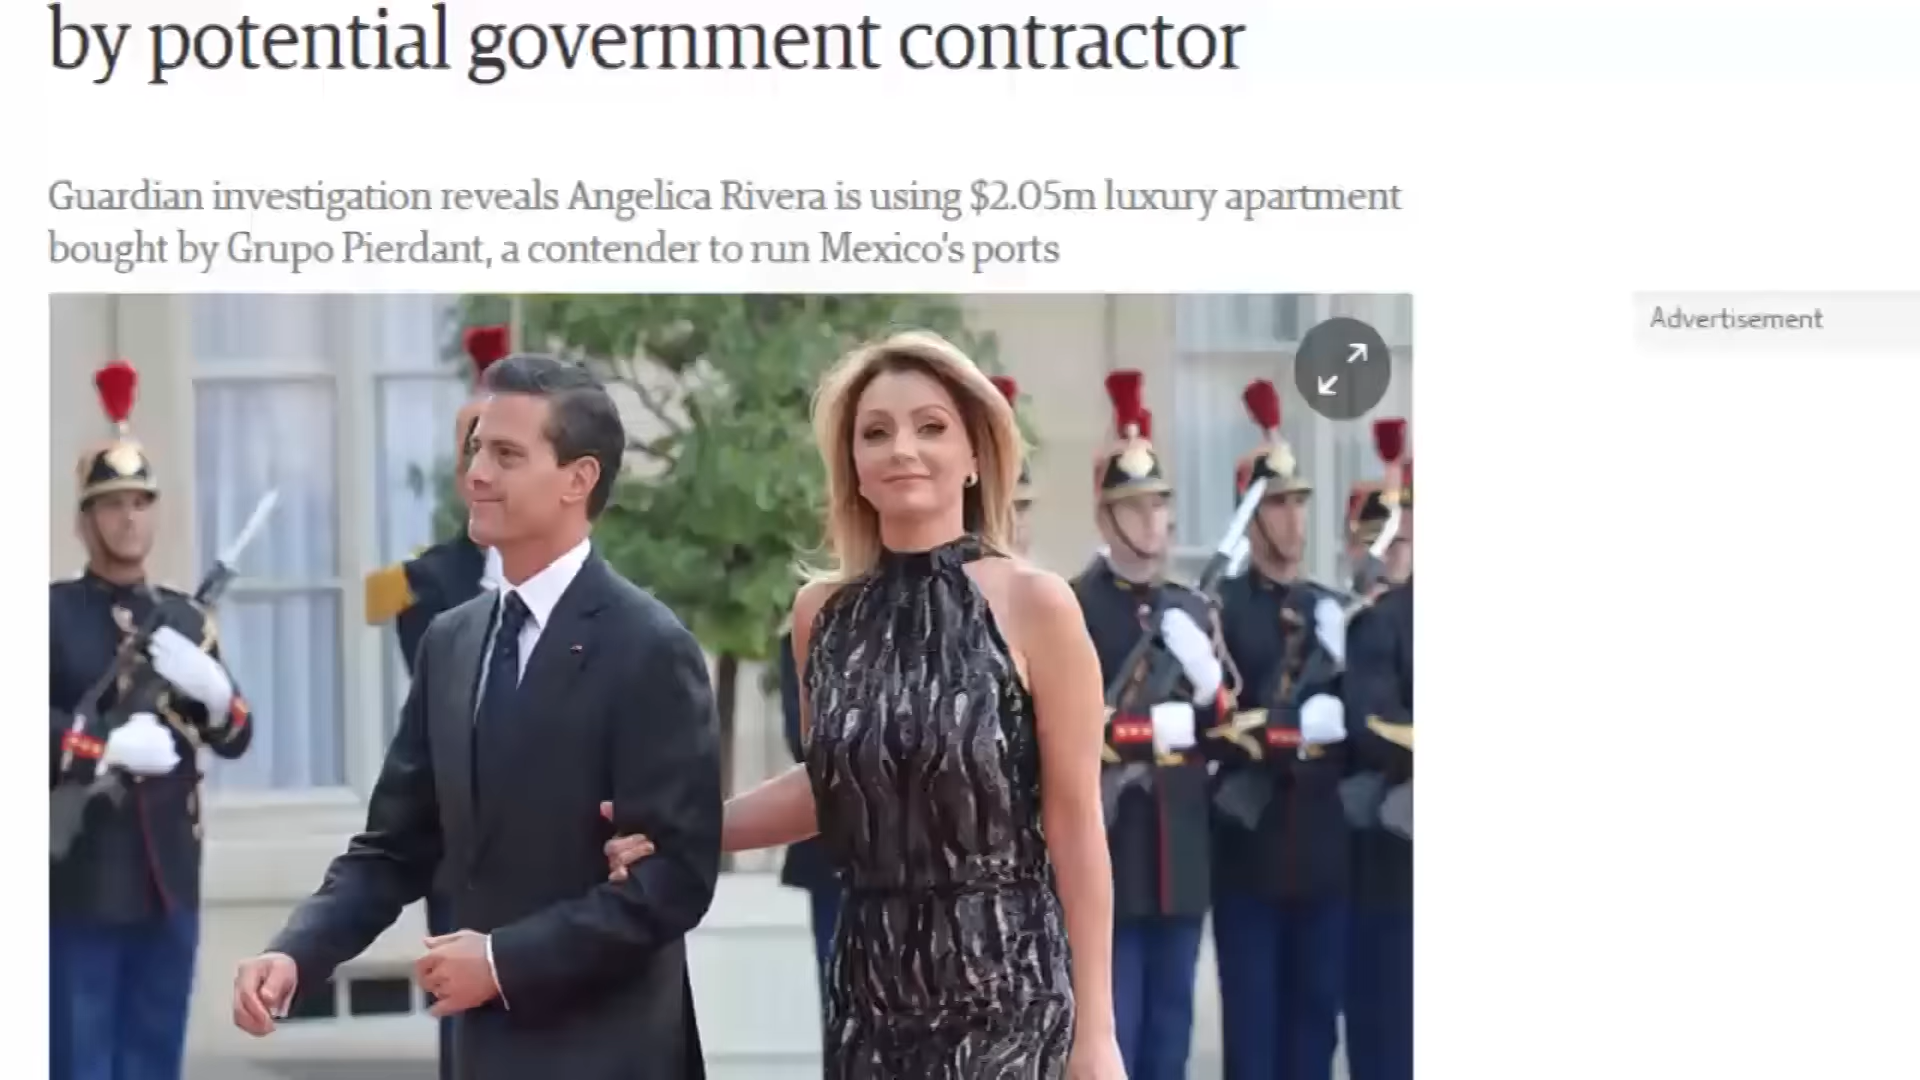 by potential government contractor
Guardian investigation reveals Angelica Rivera is using $2.05m luxury apartment
bought by Grupo Pierdant, a contender to run Mexico's ports
Advertisement